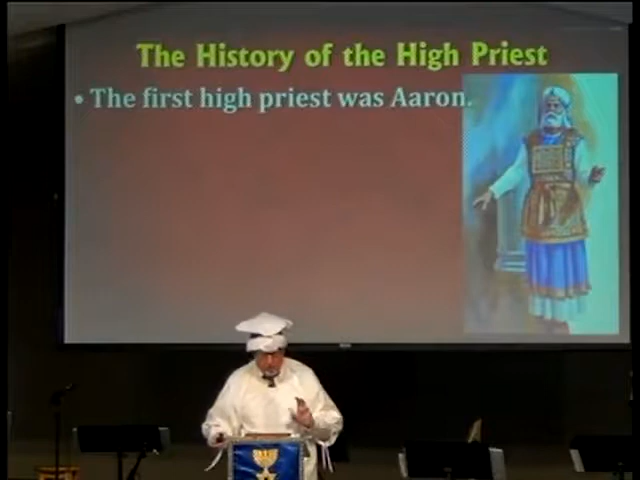 The History of the High Priest
• The first high priest was Aaron.